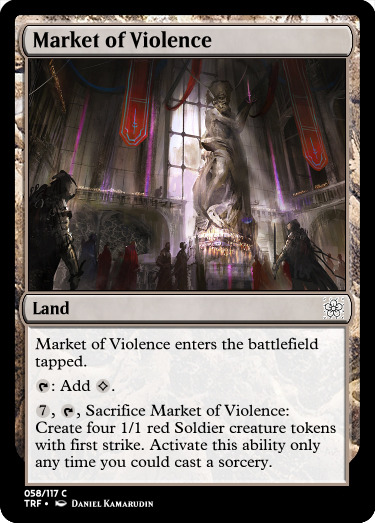 Market of Violence
Land
Market of Violence enters the battlefield
tapped.
: Add .
7, , Sacrifice Market of Violence:
Create four 1/1 red Soldier creature tokens
with first strike. Activate this ability only
any time you could cast a sorcery.
058/117 C
TRF • Daniel Kamarudin